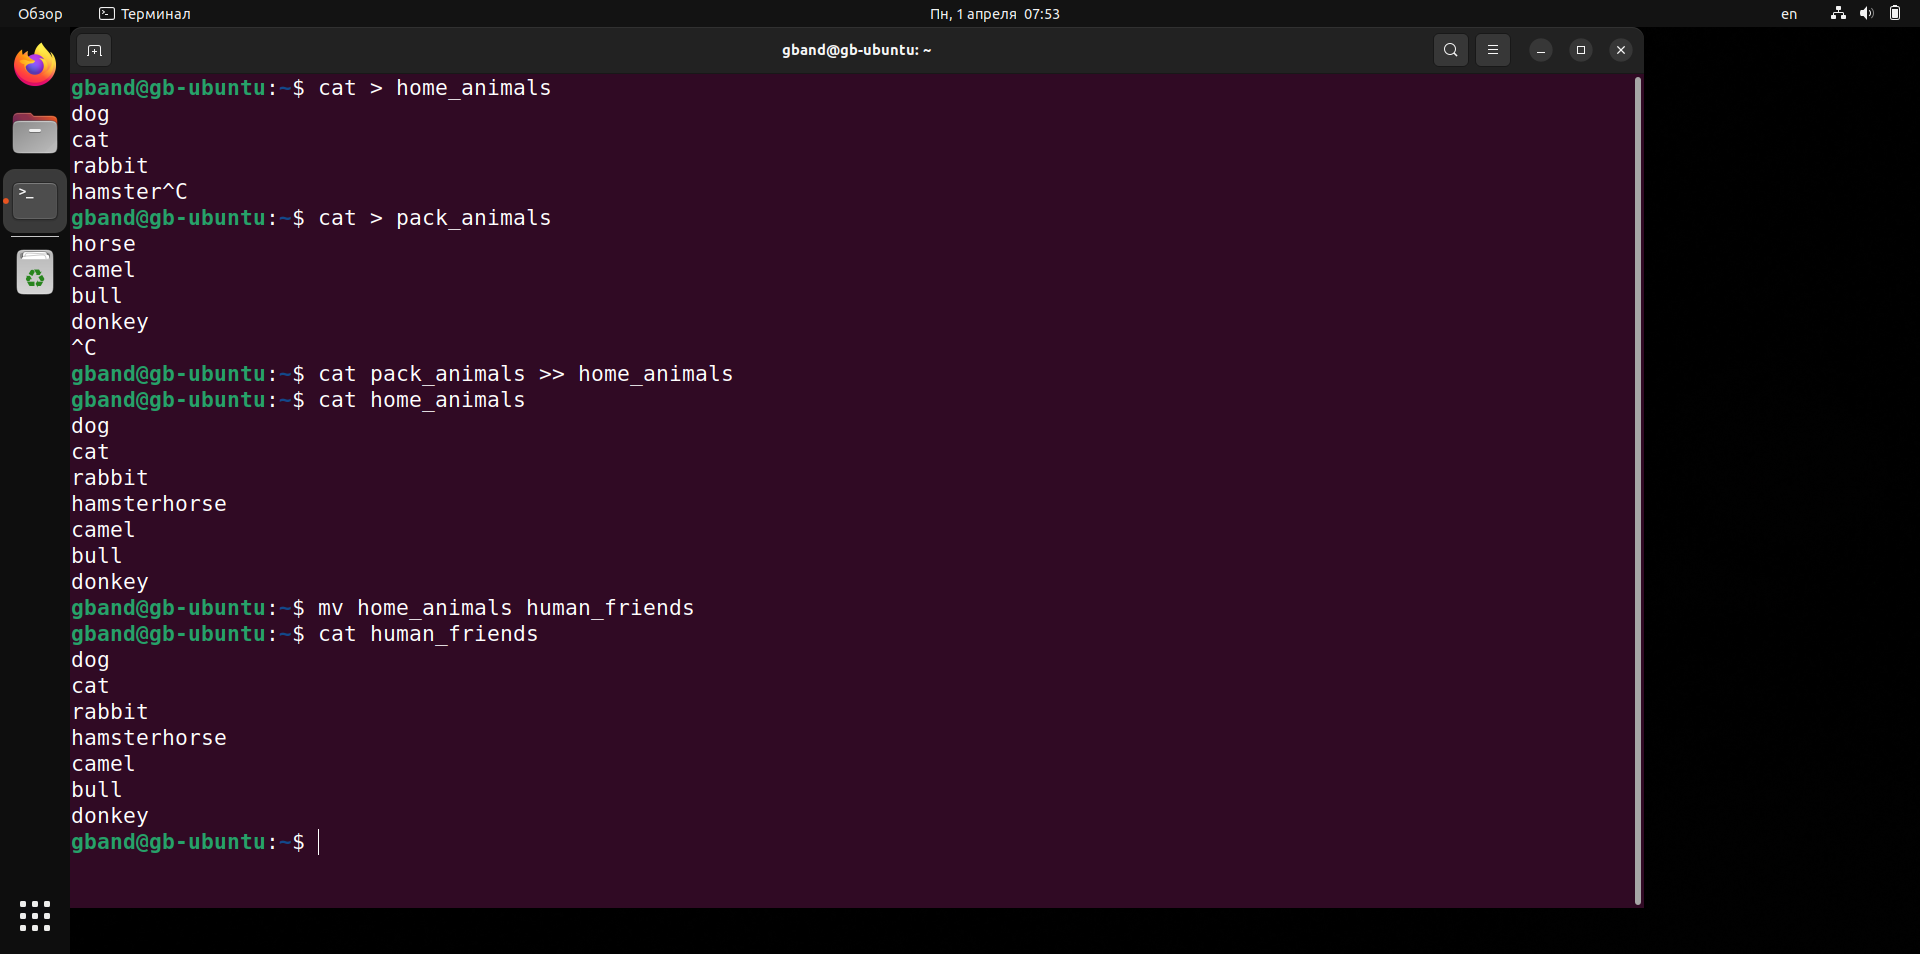 Обзор
Терминал
Пн, 1 апреля 07:53
en
gband@gb-ubuntu: ~
gband@gb-ubuntu:~$ cat > home_animals
dog
cat
rabbit
hamster^C
gband@gb-ubuntu:~$ cat > pack_animals
horse
camel
bull
donkey
^C
gband@gb-ubuntu:~$ cat pack_animals >> home_animals
gband@gb-ubuntu:~$ cat home_animals
dog
cat
rabbit
hamsterhorse
camel
bull
donkey
gband@gb-ubuntu:~$ mv home_animals human_friends
gband@gb-ubuntu:~$ cat human_friends
dog
cat
rabbit
hamsterhorse
camel
bull
donkey
gband@gb-ubuntu:~$